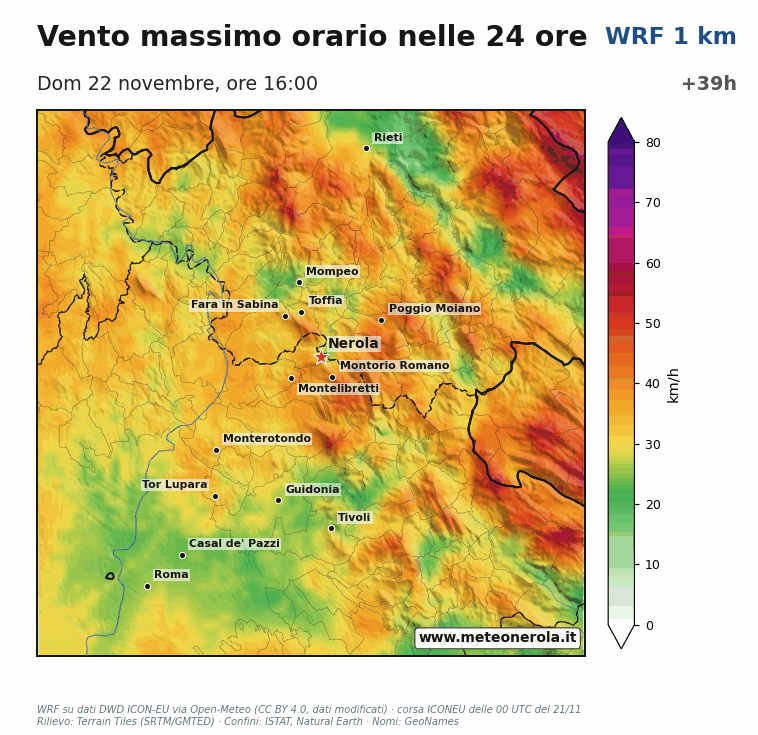 Vento massimo orario nelle 24 ore WRF 1 km
Dom 22 novembre, ore 16:00 +39h
Rieti
Mompeo
Fara in Sabina
Toffia
Poggio Moiano
Nerola
Montorio Romano
Montelibretti
Monterotondo
Tor Lupara
Guidonia
Tivoli
Casal de' Pazzi
Roma
www.meteonerola.it
80
70
60
50
40
30
20
10
0
km/h
WRF su dati DWD ICON-EU via Open-Meteo (CC BY 4.0, dati modificati) · corsa ICONEU delle 00 UTC del 21/11
Rilievo: Terrain Tiles (SRTM/GMTED) · Confini: ISTAT, Natural Earth · Nomi: GeoNames